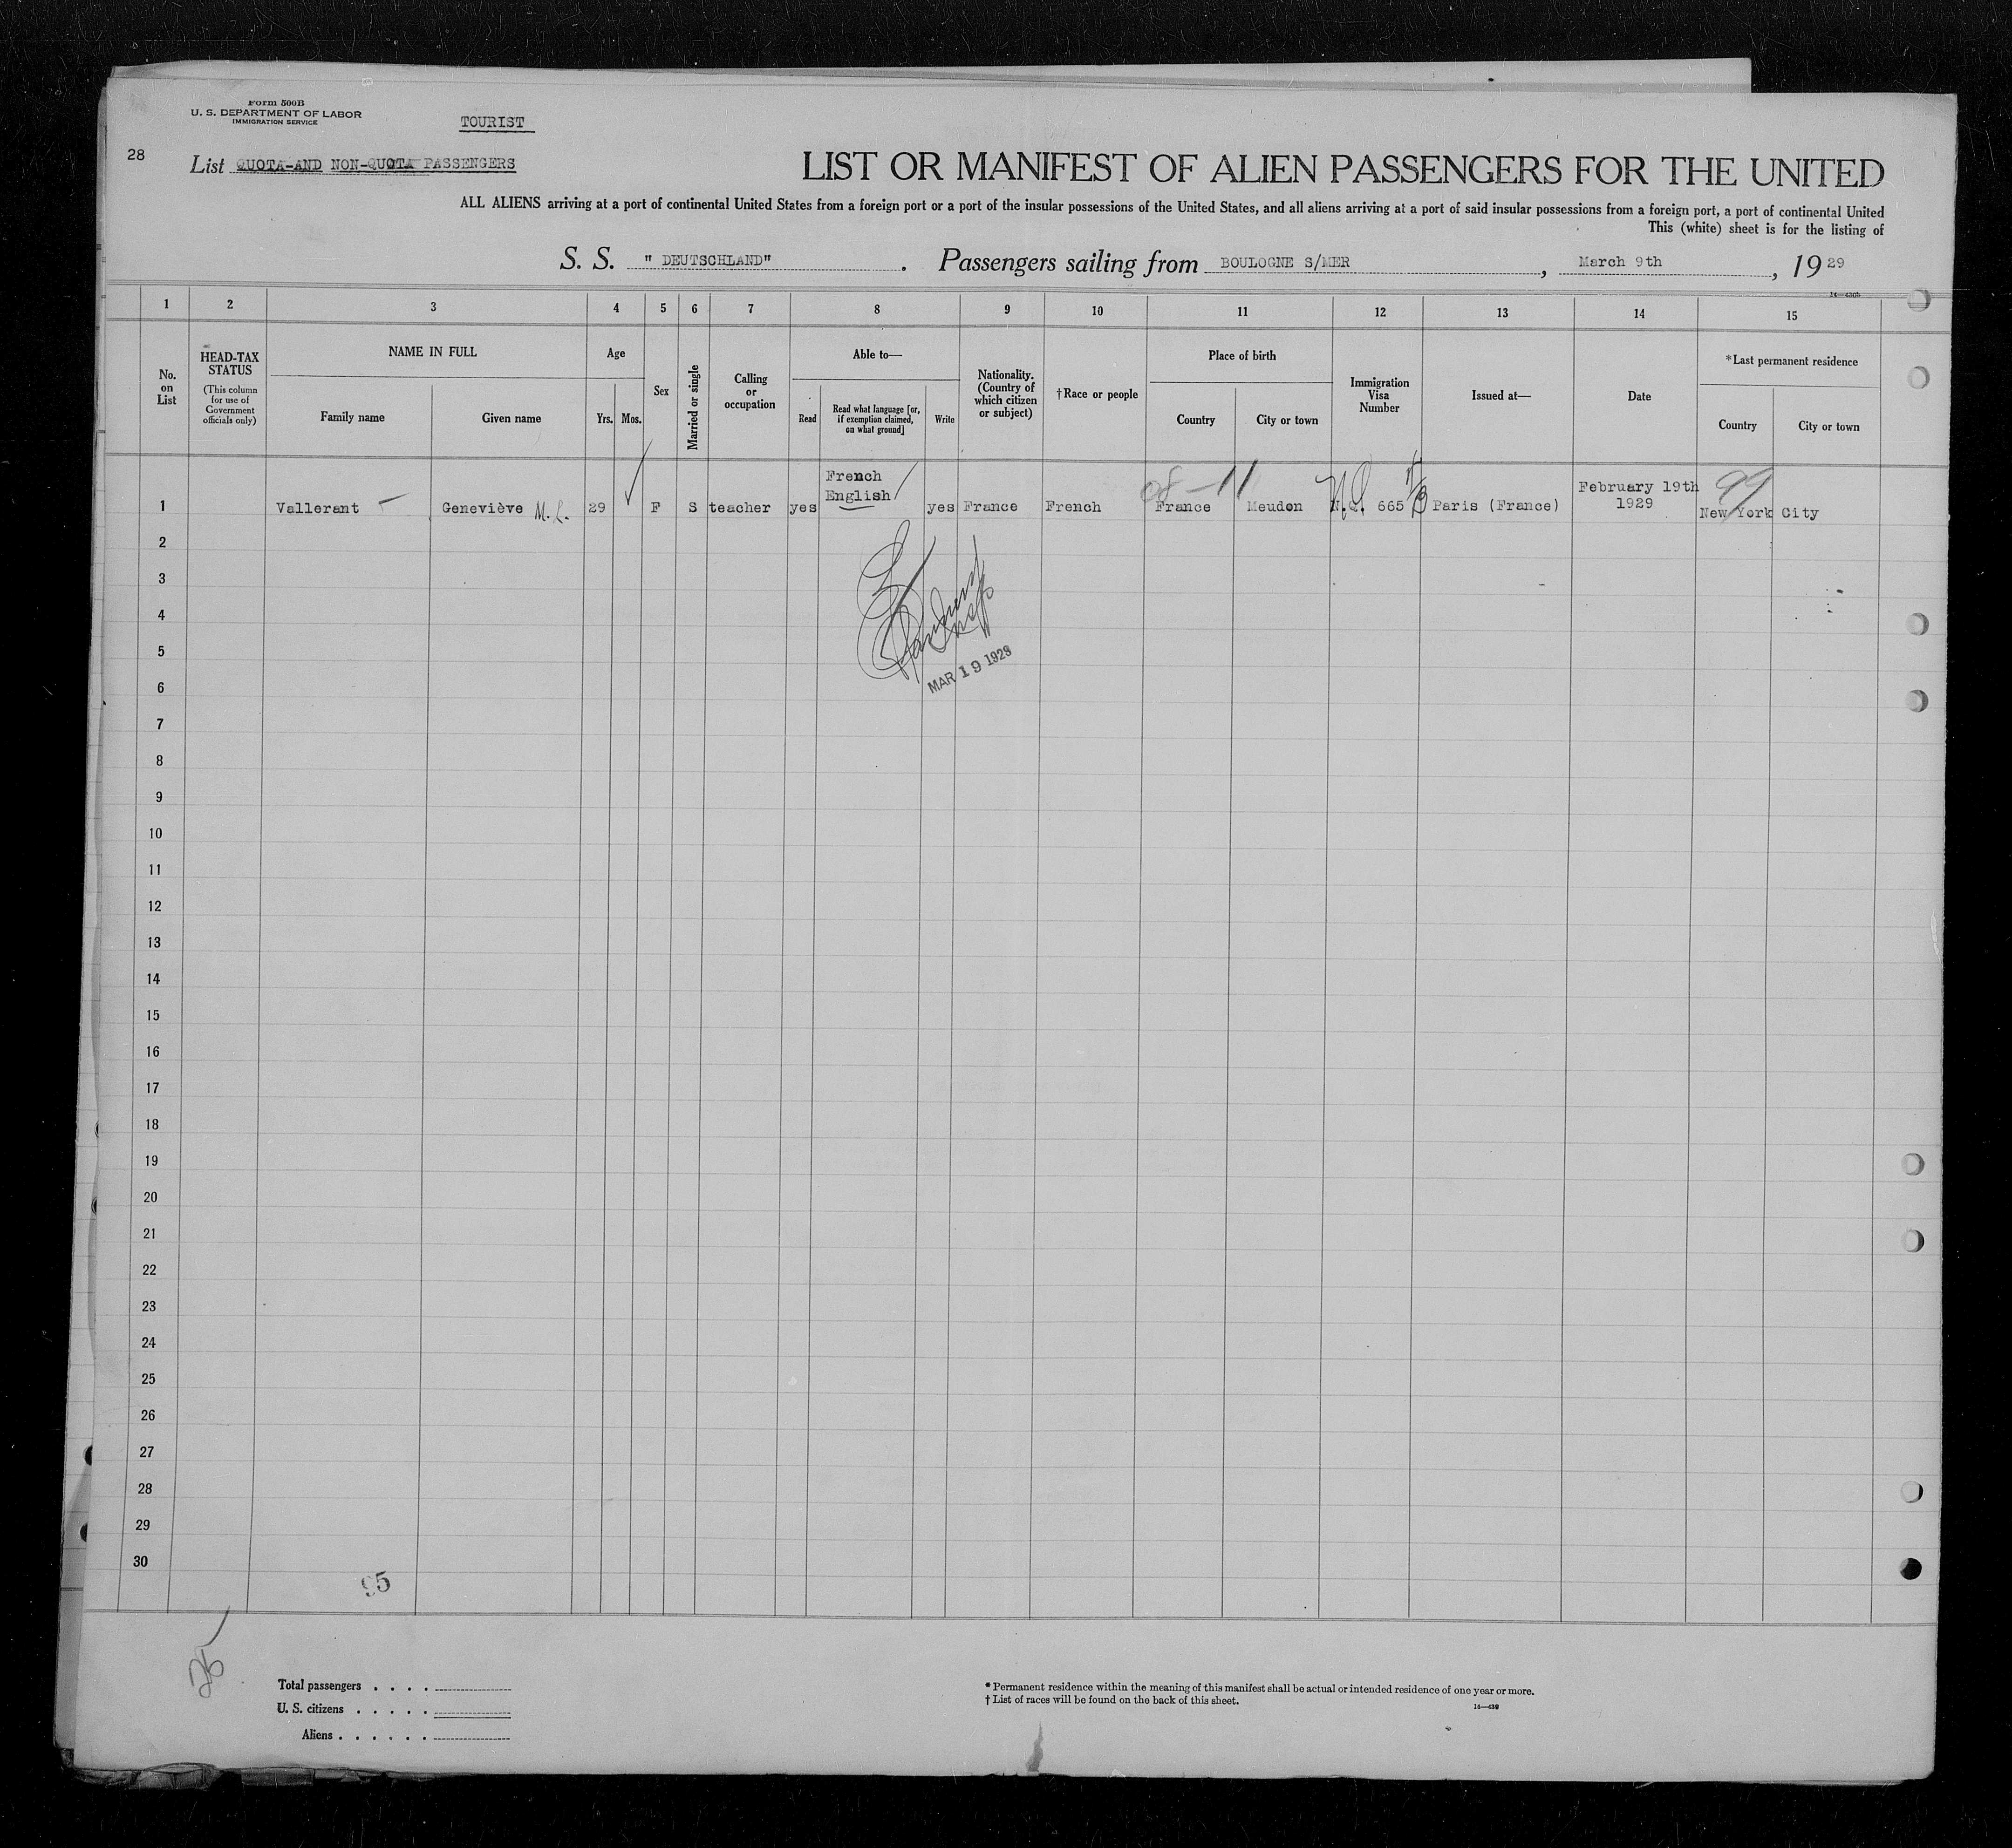 Form 500B
U. S. DEPARTMENT OF LABOR
IMMIGRATION SERVICE
TOURIST
28
List QUOTA-AND NON-QUOTA PASSENGERS
LIST OR MANIFEST OF ALIEN PASSENGERS FOR THE UNITED
ALL ALIENS arriving at a port of continental United States from a foreign port or a port of the insular possessions of the United States, and all aliens arriving at a port of said insular possessions from a foreign port, a port of continental United
This (white) sheet is for the listing of
S. S. " DEUTSCHLAND" . Passengers sailing from BOULOGNE S/MER , March 9th , 19 29
1 2 3 4 5 6 7 8 9 10 11 12 13 14 15
No. on List
HEAD-TAX STATUS
(This column for use of Government officials only)
NAME IN FULL
Family name
Given name
Age
Yrs.
Mos.
Sex
Married or single
Calling or occupation
Able to—
Read
Read what language [or, if exemption claimed, on what ground]
Write
Nationality. (Country of which citizen or subject)
†Race or people
Place of birth
Country
City or town
Immigration Visa Number
Issued at—
Date
*Last permanent residence
Country
City or town
08 - 11
99
1 Vallerant Geneviève M. L. 29 F S teacher yes French English yes France French France Meudon N.Q. 665 Paris (France) February 19th 1929 New York City
2
3
4
5
MAR 19 1929
6
7
8
9
10
11
12
13
14
15
16
17
18
19
20
21
22
23
24
25
26
27
28
29
30
95
Total passengers . . . .
U. S. citizens . . . . .
Aliens . . . . . .
* Permanent residence within the meaning of this manifest shall be actual or intended residence of one year or more.
† List of races will be found on the back of this sheet.